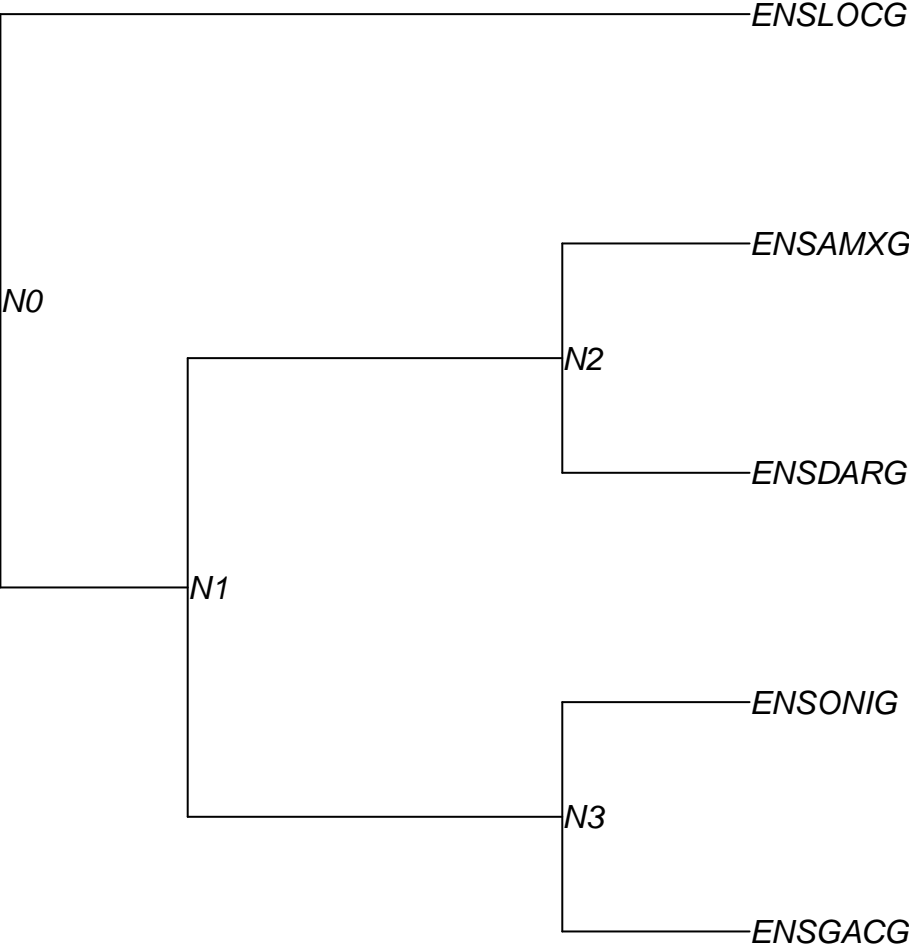 ENSLOCG
ENSAMXG
N0
N2
ENSDARG
N1
ENSONIG
N3
ENSGACG